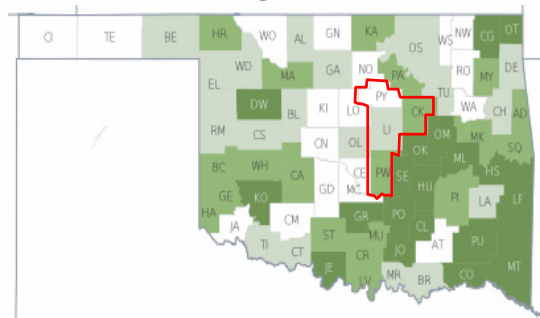 CI TE BE HR WO AL GN KA OS WS NW CG OT
WD MA GA NO PA RO MY DE
EL DW BL KI LO PY CK TU WA CH AD
RM CS CN OL LI OK OM MK SQ
BC WH CA CE PW SE ML HS
GE KO GD MC HU PI LA LF
HA JA CM GR PO CL AT PU
TI CT ST MU JO MT
JE CR LV MR BR CO